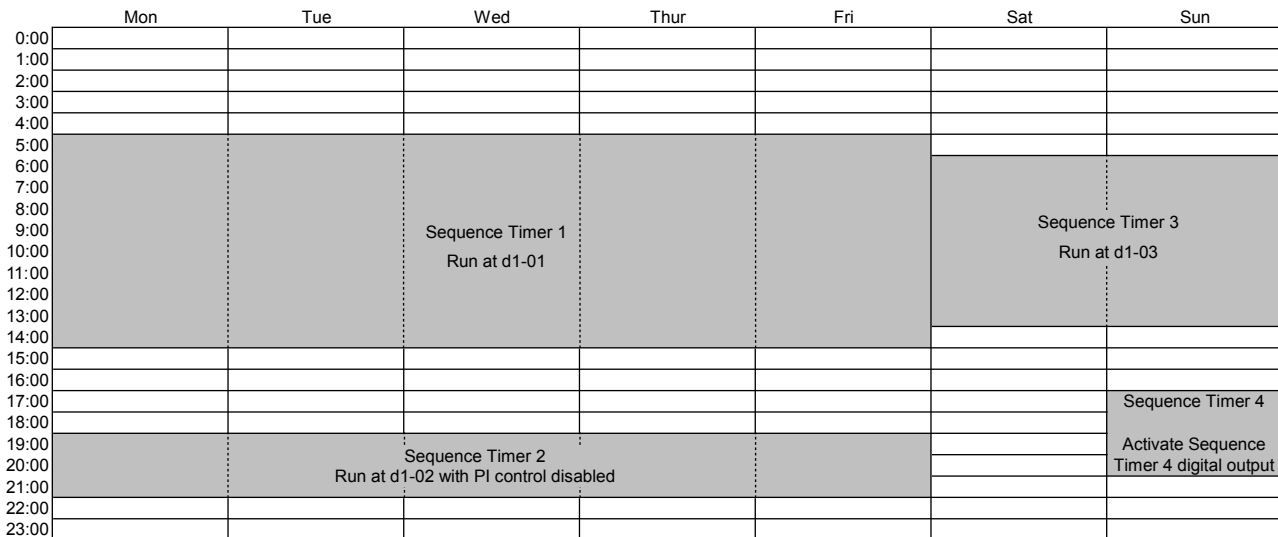 Mon Tue Wed Thur Fri Sat Sun
0:00
1:00
2:00
3:00
4:00
5:00
6:00
7:00
8:00
9:00
10:00
11:00
12:00
13:00
14:00
15:00
16:00
17:00
18:00
19:00
20:00
21:00
22:00
23:00
Sequence Timer 1
Run at d1-01
Sequence Timer 2
Run at d1-02 with PI control disabled
Sequence Timer 3
Run at d1-03
Sequence Timer 4
Activate Sequence
Timer 4 digital output